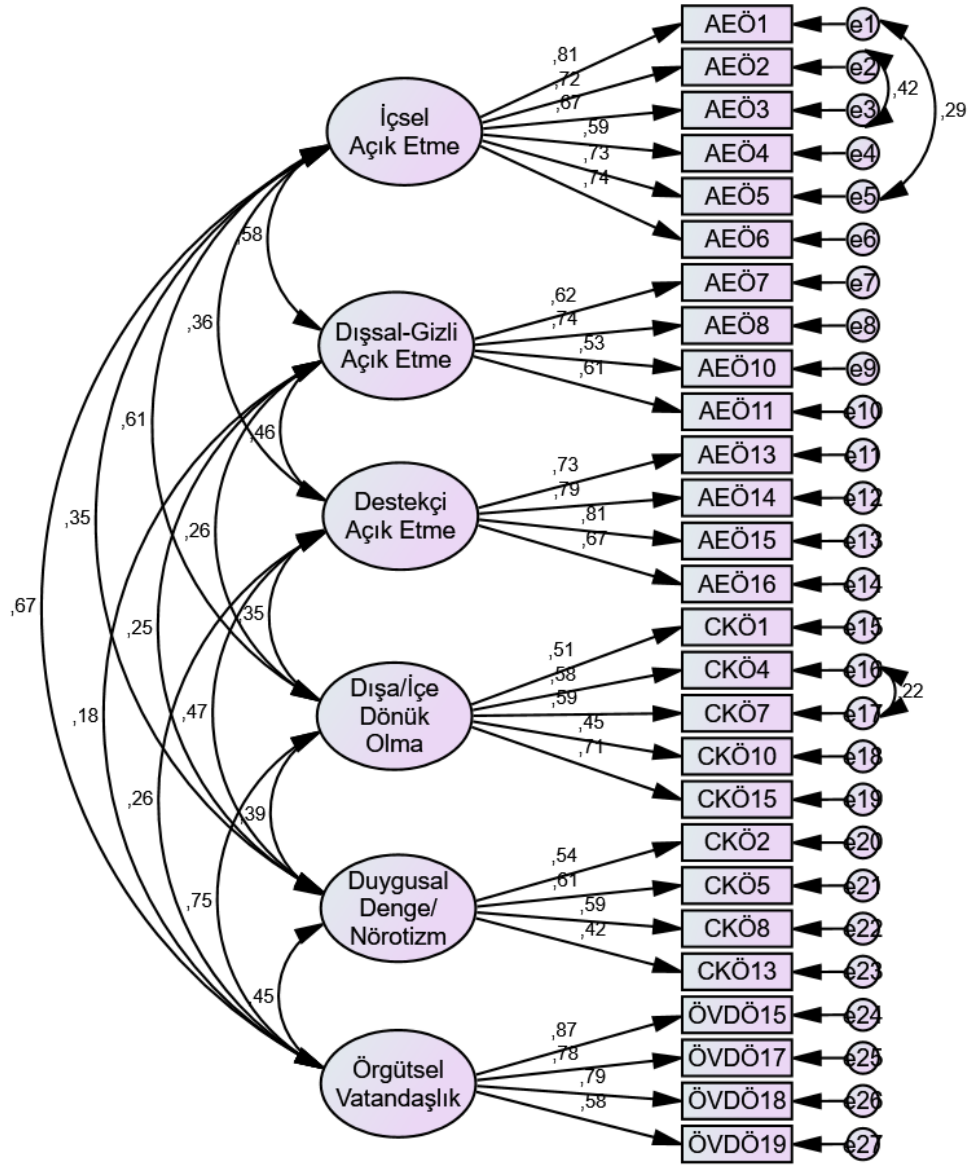 AEÖ1
e1
,81
AEÖ2
e2
,72
,42
AEÖ3
e3
,67
,29
İçsel
Açık Etme
,59
AEÖ4
e4
,73
AEÖ5
e5
,74
AEÖ6
e6
,58
AEÖ7
e7
,62
Dışsal-Gizli
Açık Etme
,74
AEÖ8
e8
,36
,53
AEÖ10
e9
,61
AEÖ11
e10
,61
,46
AEÖ13
e11
,73
Destekçi
Açık Etme
,79
AEÖ14
e12
,35
,26
,81
AEÖ15
e13
,67
AEÖ16
e14
,67
,25
,35
CKÖ1
e15
,51
CKÖ4
e16
,58
,22
Dışa/İçe
Dönük
Olma
,59
CKÖ7
e17
,18
,47
,45
CKÖ10
e18
,71
CKÖ15
e19
,26
,39
CKÖ2
e20
,54
Duygusal
Denge/
Nörotizm
,61
CKÖ5
e21
,75
,59
CKÖ8
e22
,42
CKÖ13
e23
,45
ÖVDÖ15
e24
,87
Örgütsel
Vatandaşlık
,78
ÖVDÖ17
e25
,79
ÖVDÖ18
e26
,58
ÖVDÖ19
e27